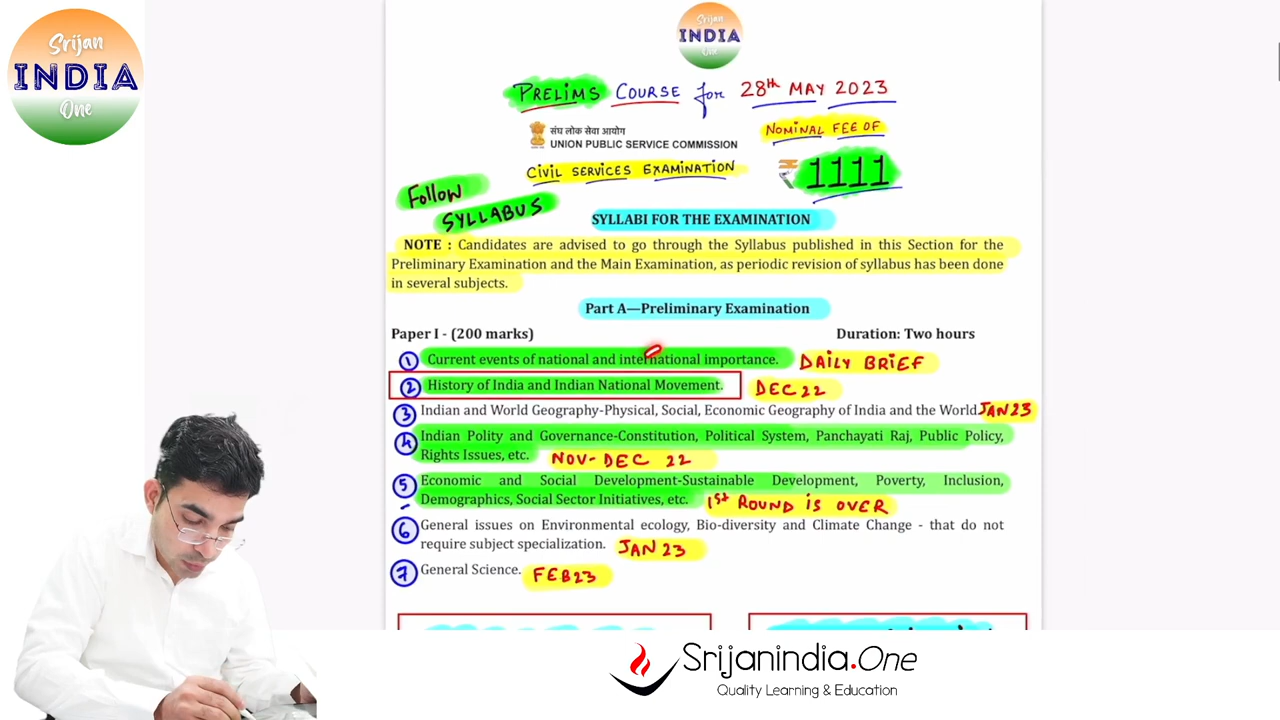 Srijan
INDIA
One
Srijan
INDIA
One
PRELIMS COURSE for 28th MAY 2023
संघ लोक सेवा आयोग
UNION PUBLIC SERVICE COMMISSION
NOMINAL FEE OF
CIVIL SERVICES EXAMINATION
₹ 1111
Follow
SYLLABUS
SYLLABI FOR THE EXAMINATION
NOTE : Candidates are advised to go through the Syllabus published in this Section for the
Preliminary Examination and the Main Examination, as periodic revision of syllabus has been done
in several subjects.
Part A—Preliminary Examination
Paper I - (200 marks) Duration: Two hours
1 Current events of national and international importance. DAILY BRIEF
2 History of India and Indian National Movement. DEC 22
3 Indian and World Geography-Physical, Social, Economic Geography of India and the World. JAN 23
4 Indian Polity and Governance-Constitution, Political System, Panchayati Raj, Public Policy,
Rights Issues, etc. NOV- DEC 22
5 Economic and Social Development-Sustainable Development, Poverty, Inclusion,
Demographics, Social Sector Initiatives, etc. 1st ROUND iS OVER
6 General issues on Environmental ecology, Bio-diversity and Climate Change - that do not
require subject specialization. JAN 23
7 General Science. FEB 23
Srijanindia.One
Quality Learning & Education